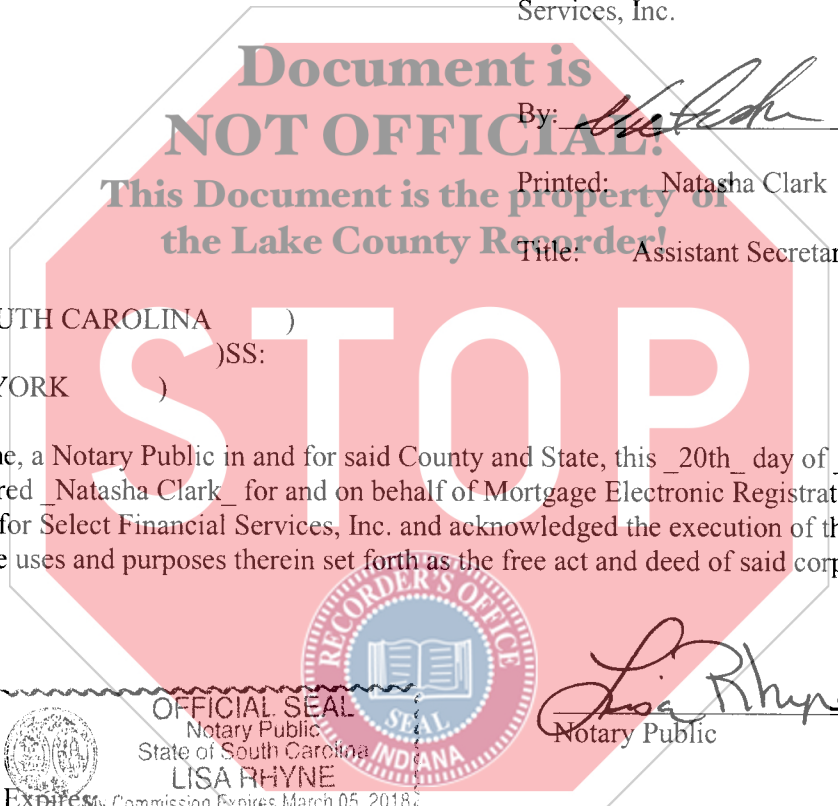 Services, Inc.
Document is
NOT OFFICIAL!
By:
This Document is the property of
Printed: Natasha Clark
the Lake County Recorder!
Title: Assistant Secretar
UTH CAROLINA )
)SS:
YORK )
STOP
ne, a Notary Public in and for said County and State, this _20th_ day of _
red _Natasha Clark_ for and on behalf of Mortgage Electronic Registrat
for Select Financial Services, Inc. and acknowledged the execution of th
e uses and purposes therein set forth as the free act and deed of said corp
RECORDER'S OFFICE
SEAL
INDIANA
Lisa Rhyne
Notary Public
OFFICIAL SEAL
Notary Public
State of South Carolina
LISA RHYNE
My Commission Expires March 05, 2018
Expires: